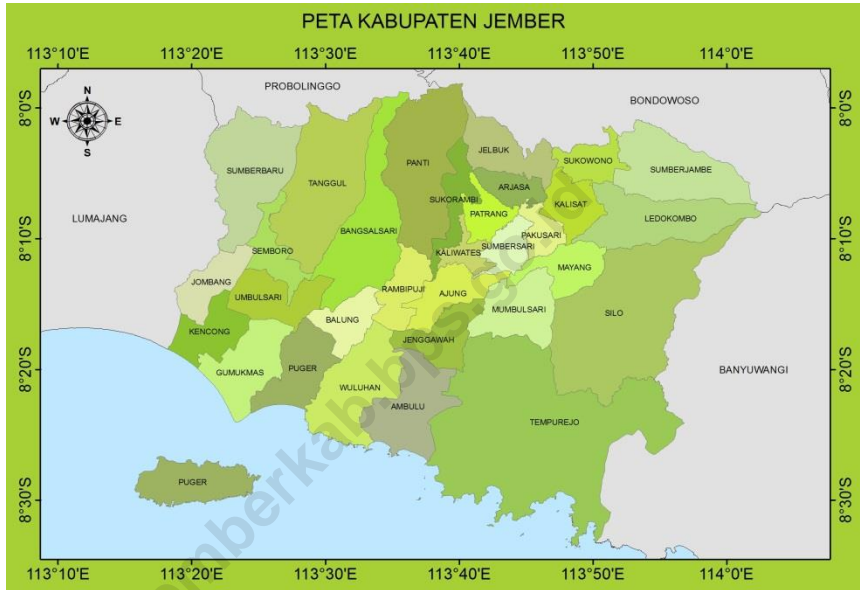 PETA KABUPATEN JEMBER
113°10'E 113°20'E 113°30'E 113°40'E 113°50'E 114°0'E
PROBOLINGGO
BONDOWOSO
N
W E
S
8°0'S 8°0'S
JELBUK
SUKOWONO
PANTI
SUMBERBARU
SUMBERJAMBE
TANGGUL
ARJASA
SUKORAMBI
KALISAT
PATRANG
LUMAJANG
LEDOKOMBO
BANGSALSARI
PAKUSARI
8°10'S 8°10'S
SEMBORO
KALIWATES
SUMBERSARI
MAYANG
JOMBANG
RAMBIPUJI
AJUNG
UMBULSARI
MUMBULSARI
SILO
BALUNG
KENCONG
JENGGAWAH
8°20'S 8°20'S
GUMUKMAS
PUGER
BANYUWANGI
WULUHAN
AMBULU
TEMPUREJO
PUGER
8°30'S 8°30'S
113°10'E 113°20'E 113°30'E 113°40'E 113°50'E 114°0'E
mberkab.bps.go.id